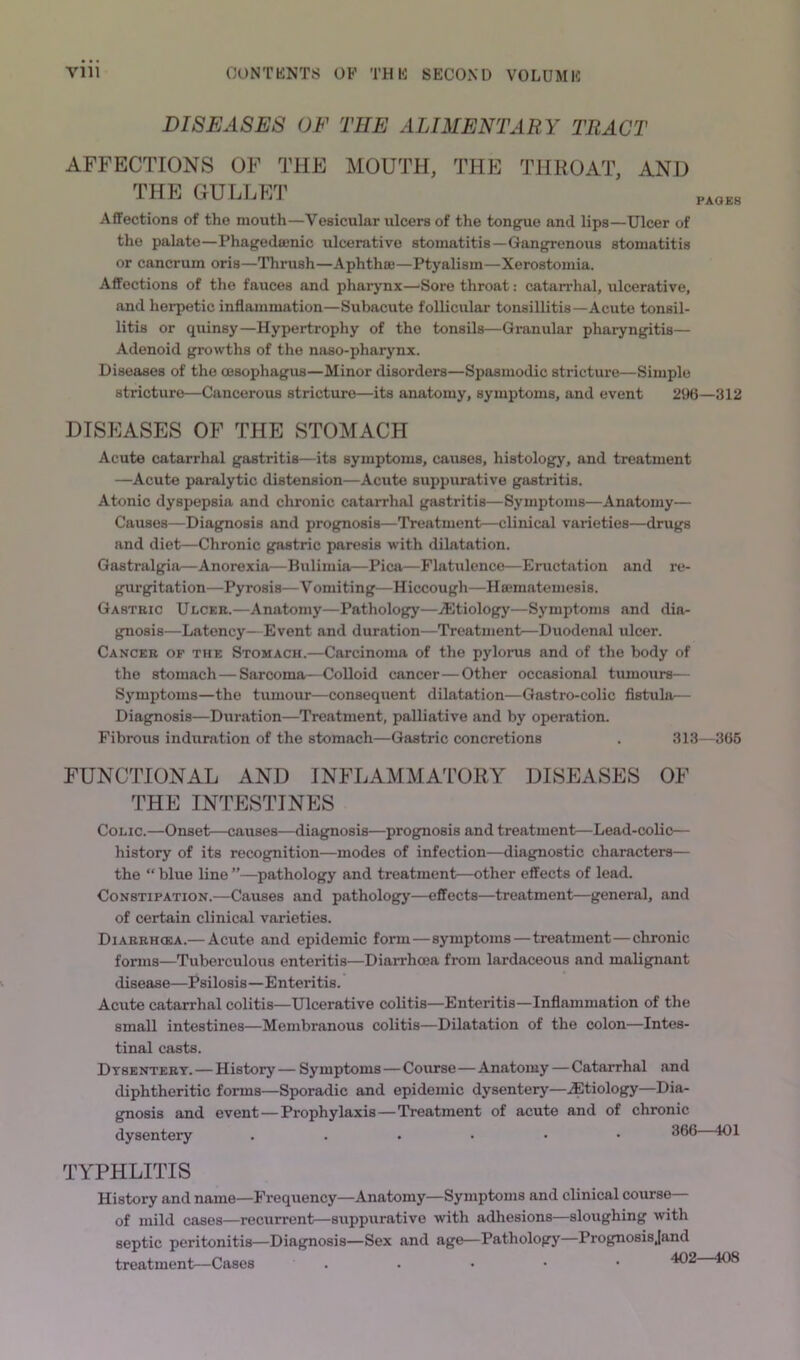 viii CONTENTS OF THE SECOND VOLUME
DISEASES OF THE ALIMENTARY TRACT
AFFECTIONS OF THE MOUTH, THE THROAT, AND
THE GULLET PAGES
Affections of the mouth—Vesicular ulcers of the tongue and lips—Ulcer of
the palate—Phagedænic ulcerative stomatitis—Gangrenous stomatitis
or cancrum oris—Thrush—Aphthæ—Ptyalism—Xerostomia.
Affections of the fauces and pharynx—Sore throat: catarrhal, ulcerative,
and herpetic inflammation—Subacute follicular tonsillitis—Acute tonsil-
litis or quinsy—Hypertrophy of the tonsils—Granular pharyngitis—
Adenoid growths of the naso-pharynx.
Diseases of the œsophagus—Minor disorders—Spasmodic stricture—Simple
stricture—Cancerous stricture—its anatomy, symptoms, and event 296—312
DISEASES OF THE STOMACH
Acute catarrhal gastritis—its symptoms, causes, histology, and treatment
—Acute paralytic distension—Acute suppurative gastritis.
Atonic dyspepsia and chronic catarrhal gastritis—Symptoms—Anatomy—
Causes—Diagnosis and prognosis—Treatment—clinical varieties—drugs
and diet—Chronic gastric paresis with dilatation.
Gastralgia—Anorexia—Bulimia—Pica—Flatulence—Eructation and re-
gurgitation—Pyrosis—Vomiting—Hiccough—Hæmatemesis.
GASTRIC ULCER.—Anatomy—Pathology—Ætiology—Symptoms and dia-
gnosis—Latency—Event and duration—Treatment—Duodenal ulcer.
CANCER OF THE STOMACH.—Carcinoma of the pylorus and of the body of
the stomach—Sarcoma—Colloid cancer—Other occasional tumours—
Symptoms—the tumour—consequent dilatation—Gastro-colic fistula—
Diagnosis—Duration—Treatment, palliative and by operation.
Fibrous induration of the stomach—Gastric concretions . 313—365
FUNCTIONAL AND INFLAMMATORY DISEASES OF
THE INTESTINES
COLIC.—Onset—causes—diagnosis—prognosis and treatment—Lead-colic—
history of its recognition—modes of infection—diagnostic characters—
the “blue line”—pathology and treatment—other effects of lead.
CONSTIPATION.—Causes and pathology—effects—treatment—general, and
of certain clinical varieties.
DIARRHŒA.—Acute and epidemic form—symptoms—treatment—chronic
forms—Tuberculous enteritis—Diarrhœa from lardaceous and malignant
disease—Psilosis—Enteritis.
Acute catarrhal colitis—Ulcerative colitis—Enteritis—Inflammation of the
small intestines—Membranous colitis—Dilatation of the colon—Intes-
tinal casts.
DYSENTERY.—History—Symptoms—Course—Anatomy—Catarrhal and
diphtheritic forms—Sporadic and epidemic dysentery—Ætiology—Dia-
gnosis and event—Prophylaxis—Treatment of acute and of chronic
dysentery . . . . . . 366—401
TYPHLITIS
History and name—Frequency—Anatomy—Symptoms and clinical course—
of mild cases—recurrent—suppurative with adhesions—sloughing with
septic peritonitis—Diagnosis—Sex and age—Pathology—Prognosis and
treatment—Cases . . . . . 402—408